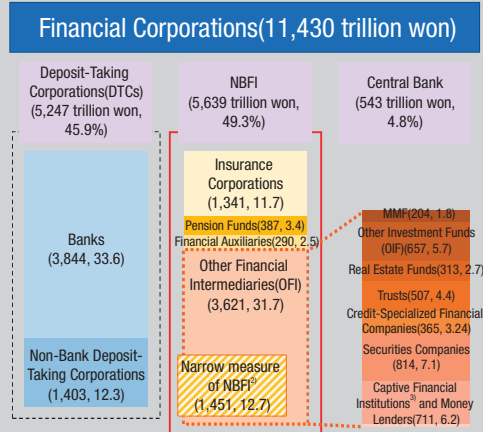 Financial Corporations(11,430 trillion won)
Deposit-Taking
Corporations(DTCs)
(5,247 trillion won,
45.9%)
Banks
(3,844, 33.6)
Non-Bank Deposit-
Taking Corporations
(1,403, 12.3)
NBFI
(5,639 trillion won,
49.3%)
Insurance
Corporations
(1,341, 11.7)
Pension Funds(387, 3.4)
Financial Auxiliaries(290, 2.5)
Other Financial
Intermediaries(OFI)
(3,621, 31.7)
Narrow measure
of NBFI2)
(1,451, 12.7)
Central Bank
(543 trillion won,
4.8%)
MMF(204, 1.8)
Other Investment Funds
(OIF)(657, 5.7)
Real Estate Funds(313, 2.7)
Trusts(507, 4.4)
Credit-Specialized Financial
Companies(365, 3.24)
Securities Companies
(814, 7.1)
Captive Financial
Institutions3) and Money
Lenders(711, 6.2)